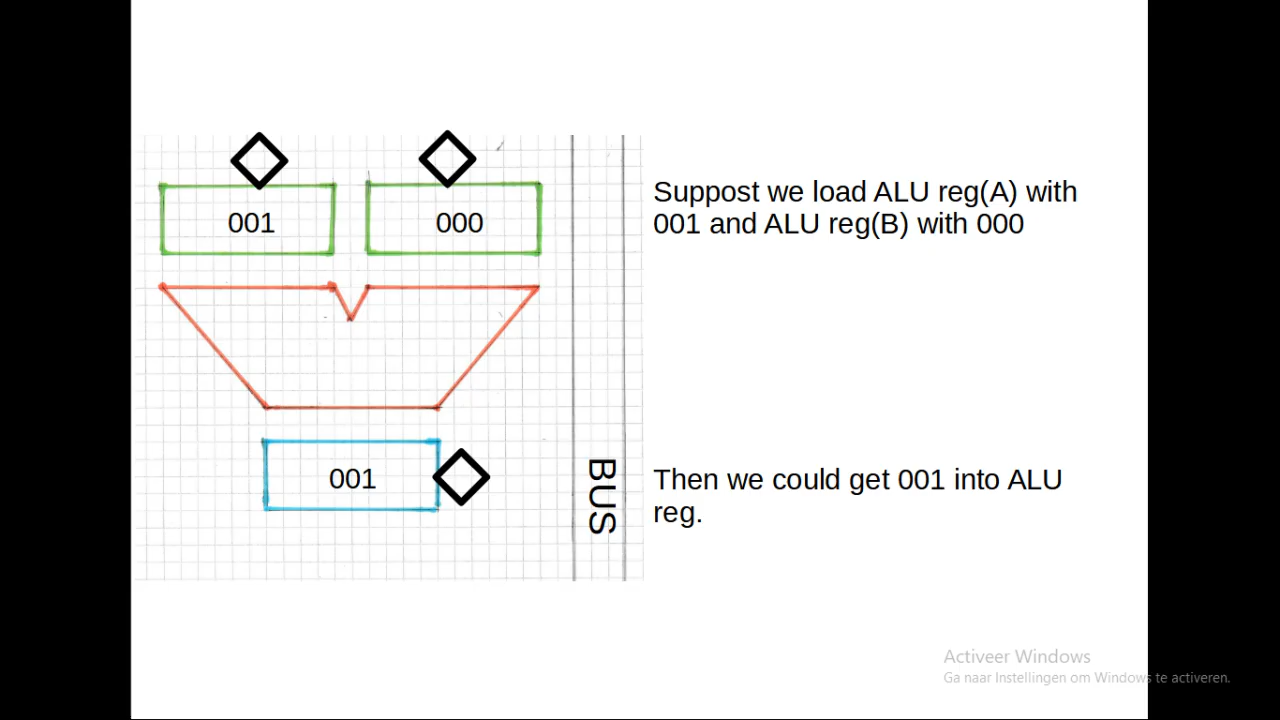 001
000
Suppost we load ALU reg(A) with
001 and ALU reg(B) with 000
001
BUS
Then we could get 001 into ALU
reg.
Activeer Windows
Ga naar Instellingen om Windows te activeren.